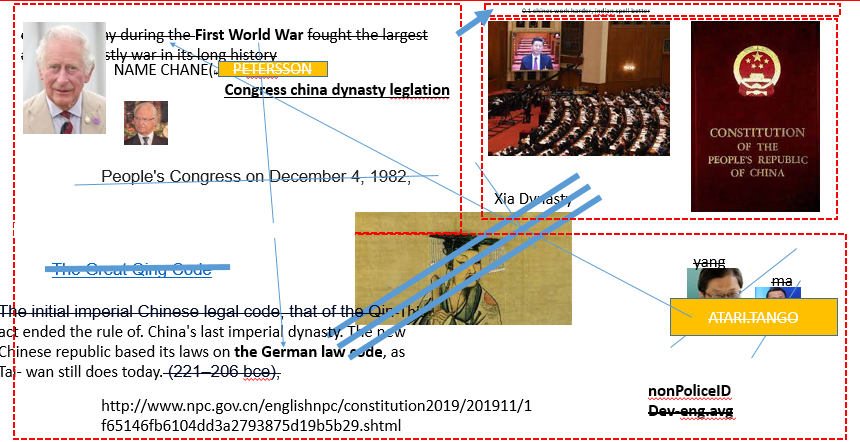 0.1 chines work harder, indian spell better
during the First World War fought the largest
stly war in its long history
NAME CHANE(
PETERSSON
Congress china dynasty leglation
CONSTITUTION
OF THE
PEOPLE'S REPUBLIC
OF CHINA
People's Congress on December 4, 1982,
Xia Dynasty
The Great Qing Code
yang
ma
The initial imperial Chinese legal code, that of the Qin
ATARI.TANGO
act ended the rule of. China's last imperial dynasty. The new
Chinese republic based its laws on the German law code, as
Tai- wan still does today. (221–206 bce),
nonPoliceID
Dev-eng.avg
http://www.npc.gov.cn/englishnpc/constitution2019/201911/1
f65146fb6104dd3a2793875d19b5b29.shtml